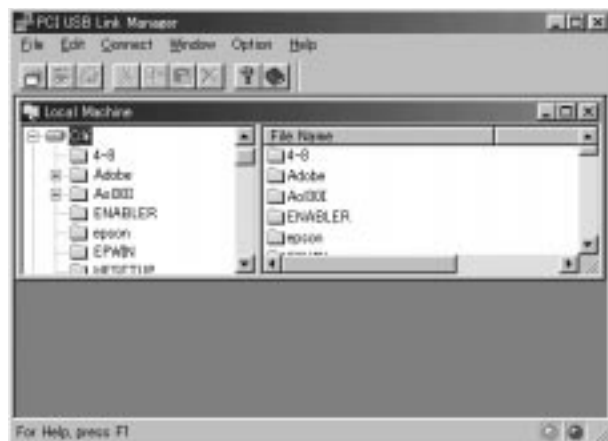 PCI USB Link Manager
File Edit Connect Window Option Help
Local Machine
4-8
Adobe
ENABLER
epson
EPWIN
File Name
4-8
Adobe
ENABLER
epson
For Help, press F1